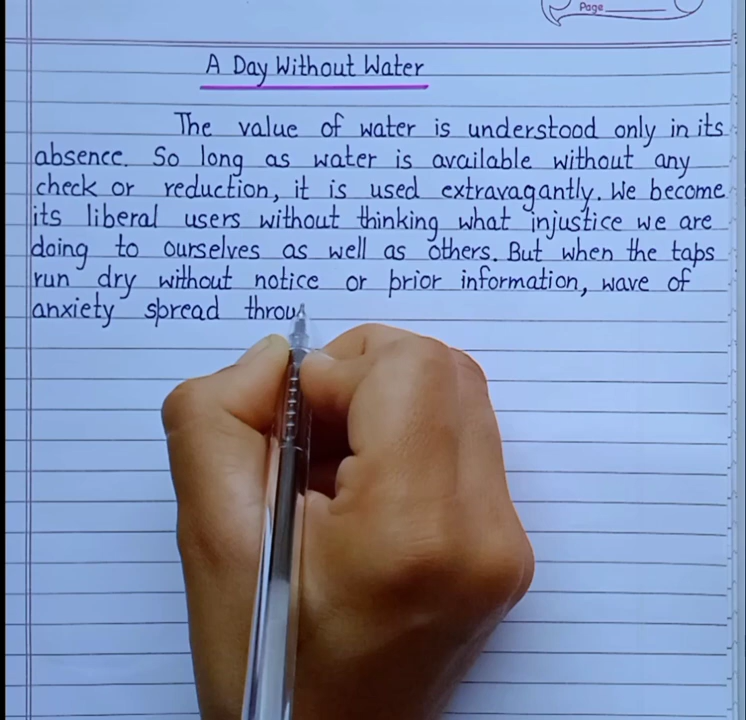 Page
A Day Without Water
The value of water is understood only in its
absence. So long as water is available without any
check or reduction, it is used extravagantly. We become
its liberal users without thinking what injustice we are
doing to ourselves as well as others. But when the taps
run dry without notice or prior information, wave of
anxiety spread throu